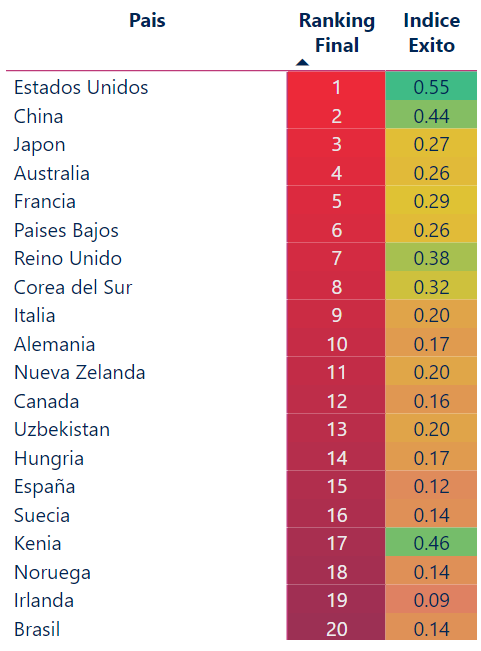 Pais Ranking Final Indice Exito
Estados Unidos 1 0.55
China 2 0.44
Japon 3 0.27
Australia 4 0.26
Francia 5 0.29
Paises Bajos 6 0.26
Reino Unido 7 0.38
Corea del Sur 8 0.32
Italia 9 0.20
Alemania 10 0.17
Nueva Zelanda 11 0.20
Canada 12 0.16
Uzbekistan 13 0.20
Hungria 14 0.17
España 15 0.12
Suecia 16 0.14
Kenia 17 0.46
Noruega 18 0.14
Irlanda 19 0.09
Brasil 20 0.14